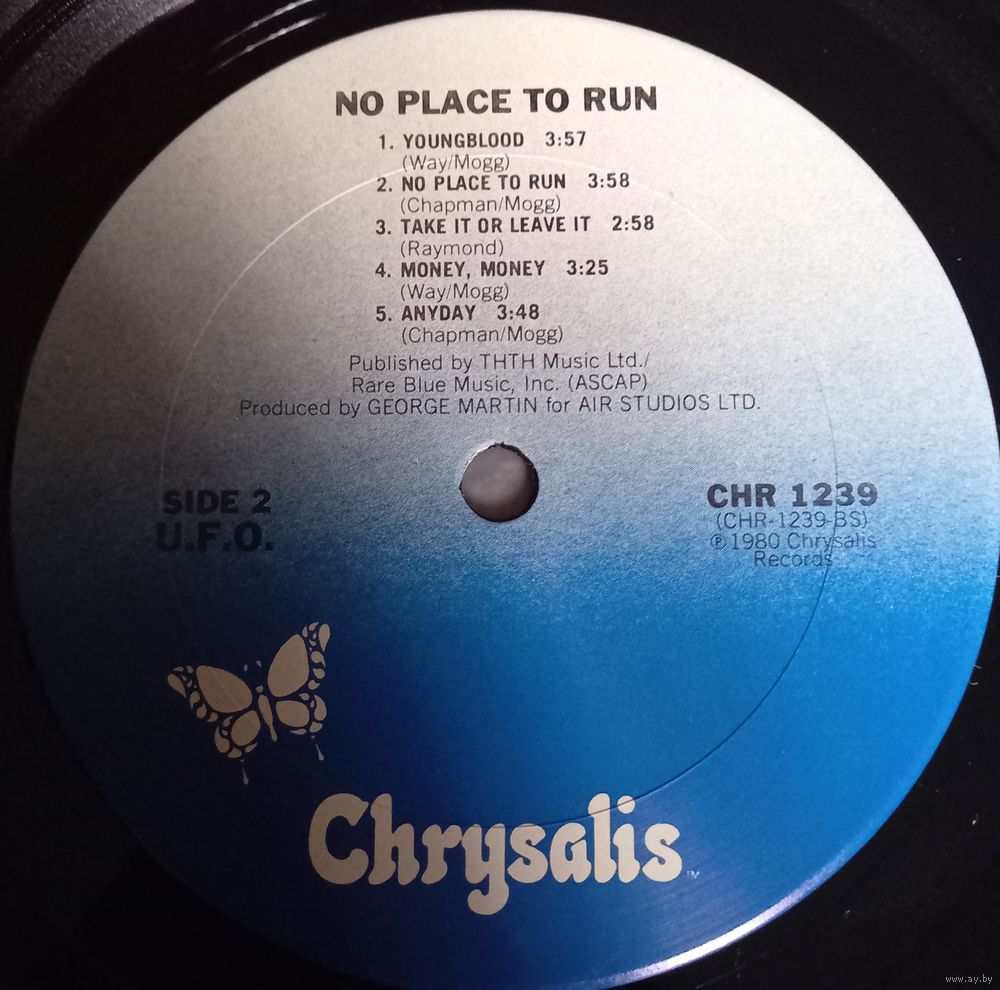 NO PLACE TO RUN
1. YOUNGBLOOD 3:57
(Way/Mogg)
2. NO PLACE TO RUN 3:58
(Chapman/Mogg)
3. TAKE IT OR LEAVE IT 2:58
(Raymond)
4. MONEY, MONEY 3:25
(Way/Mogg)
5. ANYDAY 3:48
(Chapman/Mogg)
Published by THTH Music Ltd./
Rare Blue Music, Inc. (ASCAP)
Produced by GEORGE MARTIN for AIR STUDIOS LTD.
SIDE 2
U.F.O.
CHR 1239
(CHR-1239-BS)
℗ 1980 Chrysalis
Records
Chrysalis
TM
www.ay.by